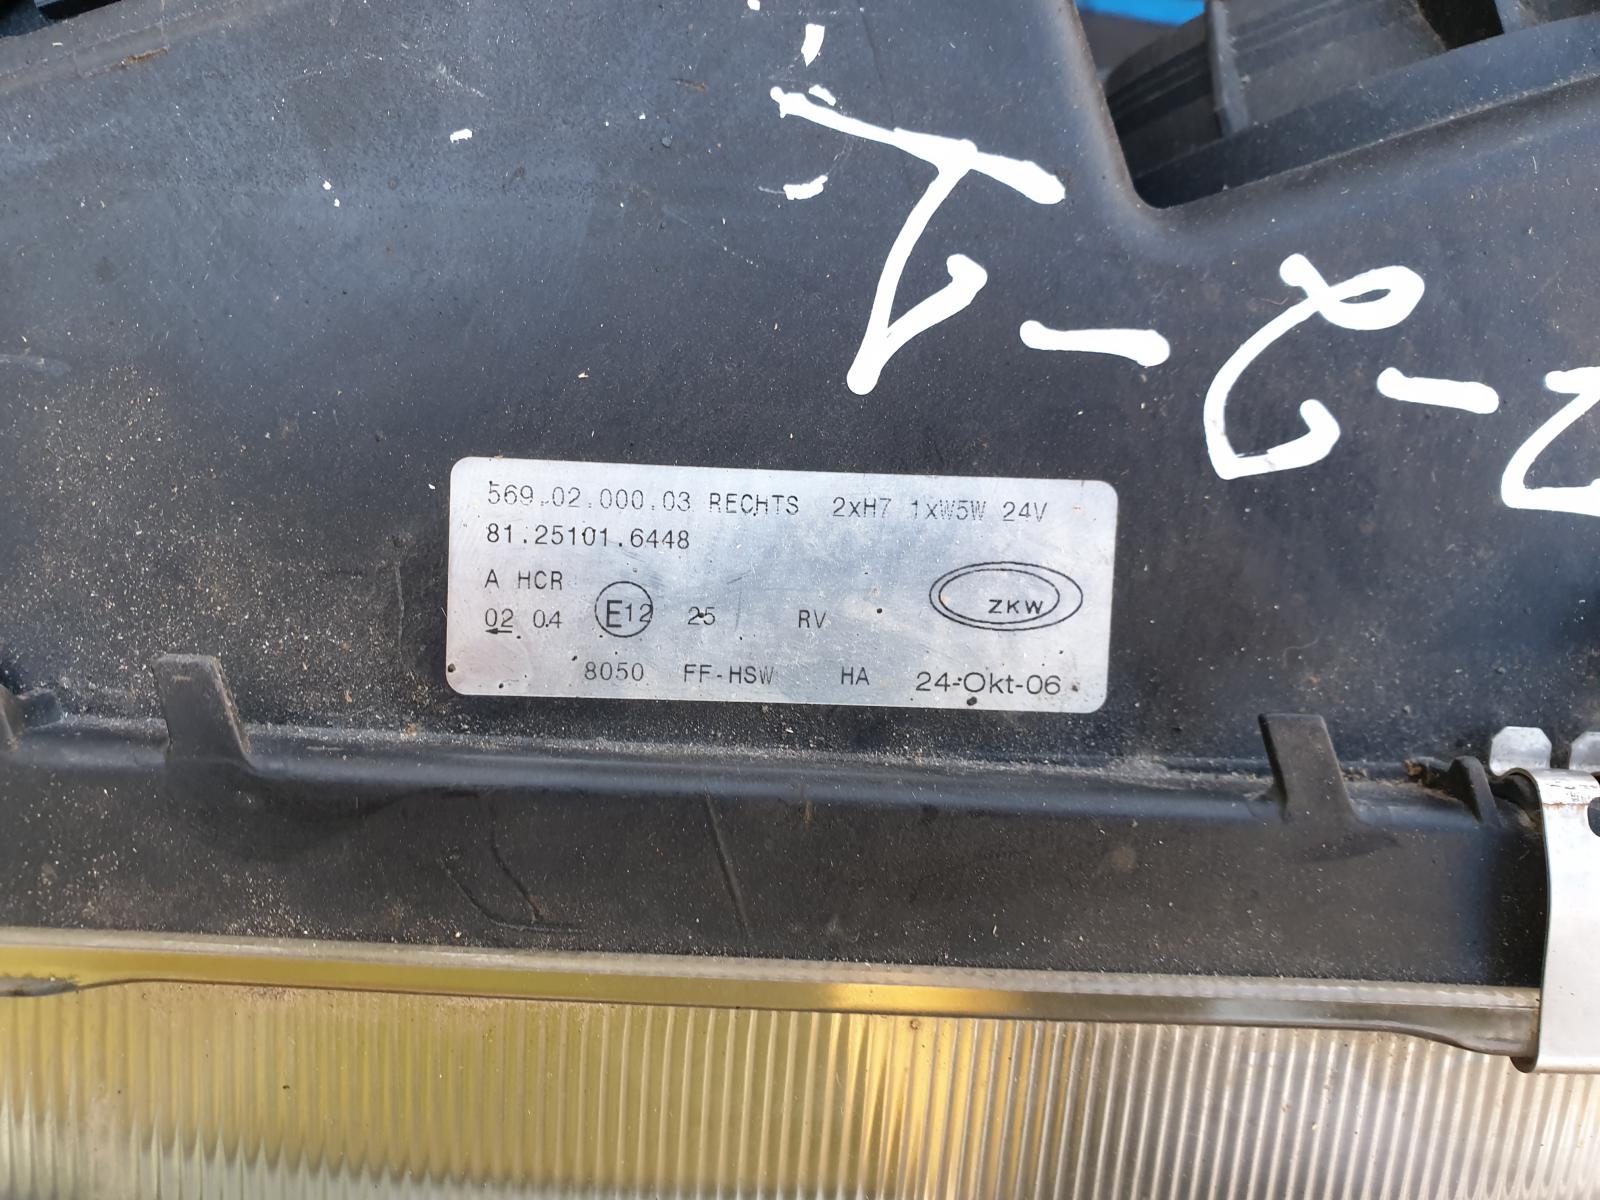 569.02.000.03 RECHTS 2xH7 1xW5W 24V
81.25101.6448
A HCR
02 04 E12 25 RV ZKW
8050 FF-HSW HA 24-Okt-06